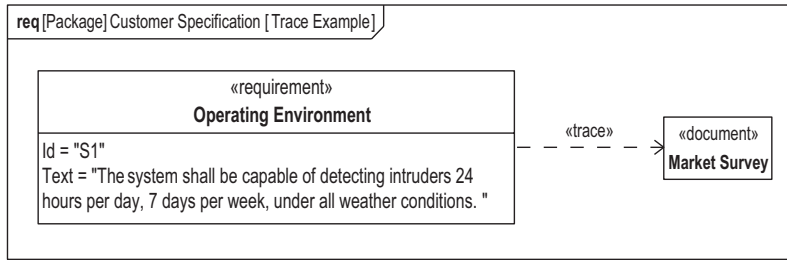 req [Package] Customer Specification [ Trace Example]
«requirement»
Operating Environment
Id = "S1"
Text = "The system shall be capable of detecting intruders 24
hours per day, 7 days per week, under all weather conditions. "
«trace»
«document»
Market Survey